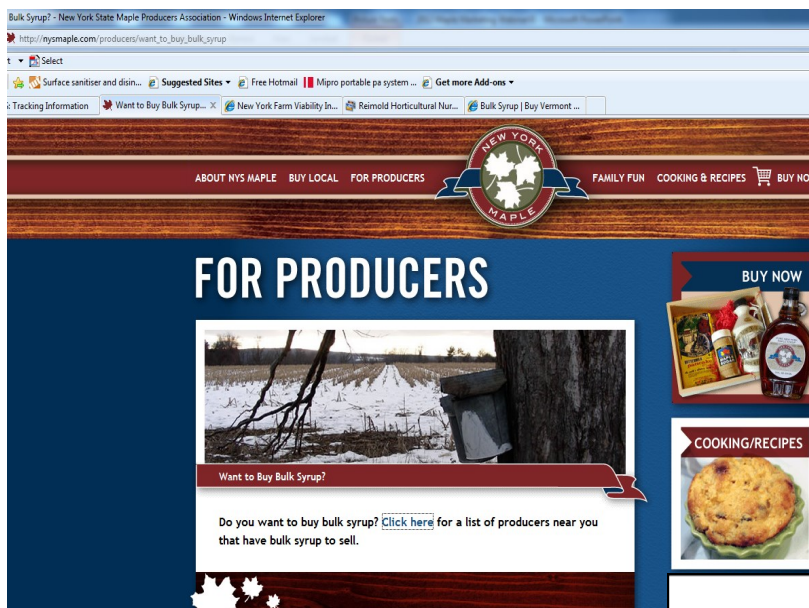 Bulk Syrup? - New York State Maple Producers Association - Windows Internet Explorer
http://nysmaple.com/producers/want_to_buy_bulk_syrup
t Select
Surface sanitiser and disin... Suggested Sites Free Hotmail Mipro portable pa system ... Get more Add-ons
Tracking Information Want to Buy Bulk Syrup... X New York Farm Viability In... Reimold Horticultural Nur... Bulk Syrup | Buy Vermont ...
NEW YORK
ABOUT NYS MAPLE BUY LOCAL FOR PRODUCERS FAMILY FUN COOKING & RECIPES BUY NO
MAPLE
FOR PRODUCERS
BUY NOW
COOKING/RECIPES
Want to Buy Bulk Syrup?
Do you want to buy bulk syrup? Click here for a list of producers near you
that have bulk syrup to sell.